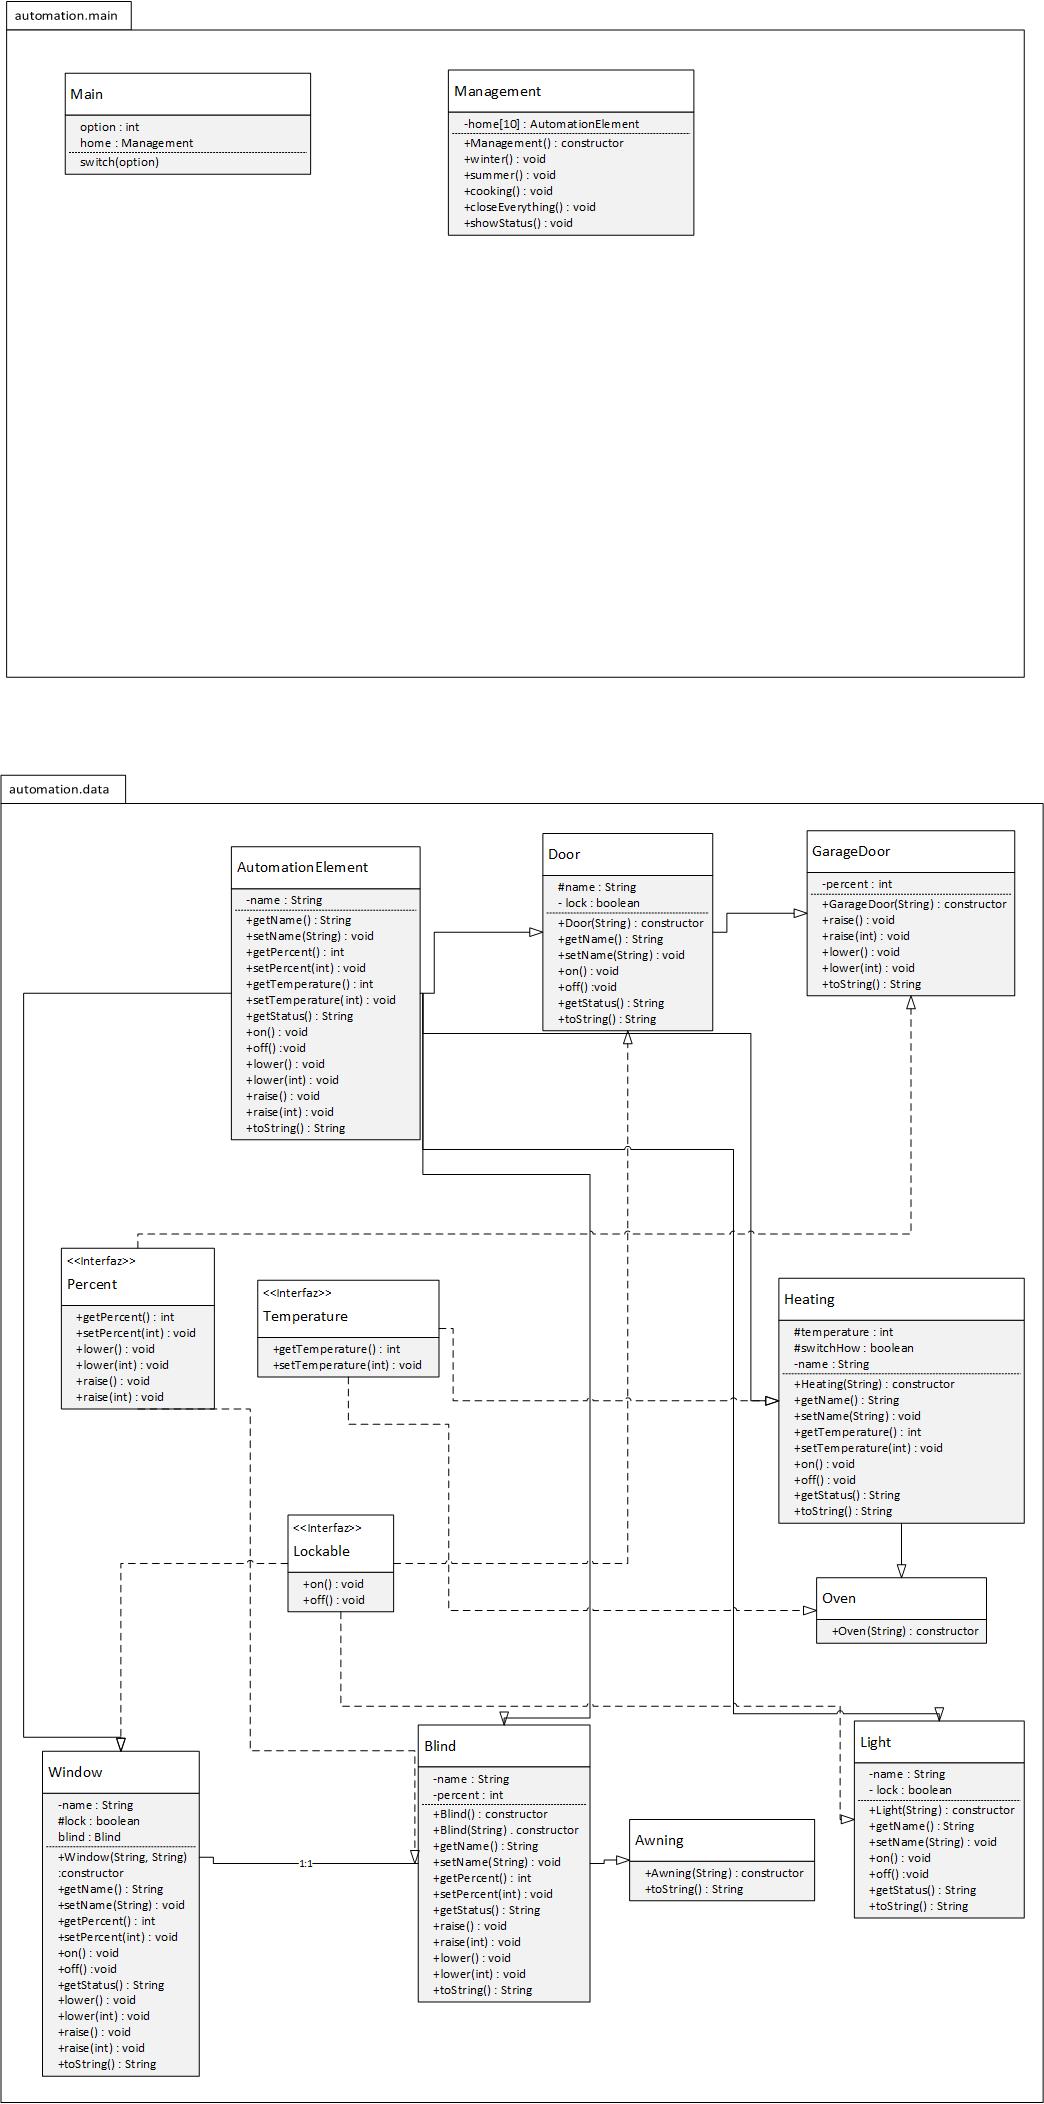 automation.main
Main
option : int
home : Management
switch(option)
Management
-home[10] : AutomationElement
+Management() : constructor
+winter() : void
+summer() : void
+cooking() : void
+closeEverything() : void
+showStatus() : void
automation.data
AutomationElement
-name : String
+getName() : String
+setName(String) : void
+getPercent() : int
+setPercent(int) : void
+getTemperature() : int
+setTemperature(int) : void
+getStatus() : String
+on() : void
+off() :void
+lower() : void
+lower(int) : void
+raise() : void
+raise(int) : void
+toString() : String
Door
#name : String
- lock : boolean
+Door(String) : constructor
+getName() : String
+setName(String) : void
+on() : void
+off() :void
+getStatus() : String
+toString() : String
GarageDoor
-percent : int
+GarageDoor(String) : constructor
+raise() : void
+raise(int) : void
+lower() : void
+lower(int) : void
+toString() : String
<<Interfaz>>
Percent
+getPercent() : int
+setPercent(int) : void
+lower() : void
+lower(int) : void
+raise() : void
+raise(int) : void
<<Interfaz>>
Temperature
+getTemperature() : int
+setTemperature(int) : void
Heating
#temperature : int
#switchHow : boolean
-name : String
+Heating(String) : constructor
+getName() : String
+setName(String) : void
+getTemperature() : int
+setTemperature(int) : void
+on() : void
+off() : void
+getStatus() : String
+toString() : String
<<Interfaz>>
Lockable
+on() : void
+off() : void
Oven
+Oven(String) : constructor
Window
-name : String
#lock : boolean
blind : Blind
+Window(String, String)
:constructor
+getName() : String
+setName(String) : void
+getPercent() : int
+setPercent(int) : void
+on() : void
+off() :void
+getStatus() : String
+lower() : void
+lower(int) : void
+raise() : void
+raise(int) : void
+toString() : String
1:1
Blind
-name : String
-percent : int
+Blind() : constructor
+Blind(String) . constructor
+getName() : String
+setName(String) : void
+getPercent() : int
+setPercent(int) : void
+getStatus() : String
+raise() : void
+raise(int) : void
+lower() : void
+lower(int) : void
+toString() : String
Awning
+Awning(String) : constructor
+toString() : String
Light
-name : String
- lock : boolean
+Light(String) : constructor
+getName() : String
+setName(String) : void
+on() : void
+off() :void
+getStatus() : String
+toString() : String